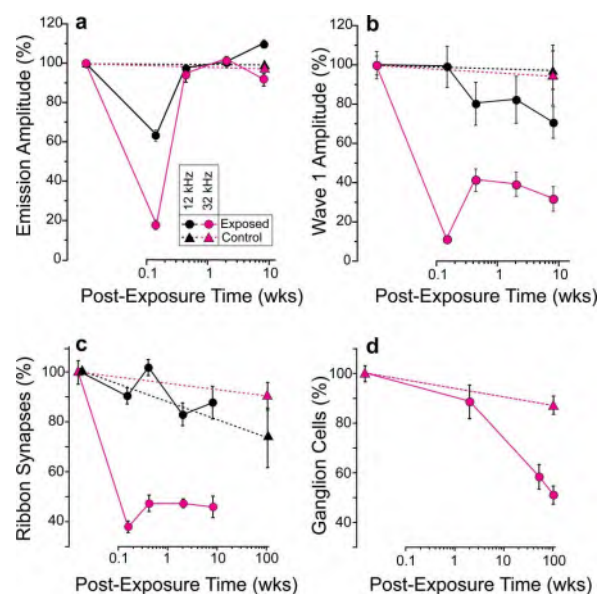 a
Emission Amplitude (%)
120
100
80
60
40
20
0
12 kHz
32 kHz
Exposed
Control
0.1
1
10
Post-Exposure Time (wks)
b
Wave 1 Amplitude (%)
120
100
80
60
40
20
0
0.1
1
10
Post-Exposure Time (wks)
c
Ribbon Synapses (%)
100
80
60
40
0.1
1
10
100
Post-Exposure Time (wks)
d
Ganglion Cells (%)
100
80
60
40
0.1
1
10
100
Post-Exposure Time (wks)